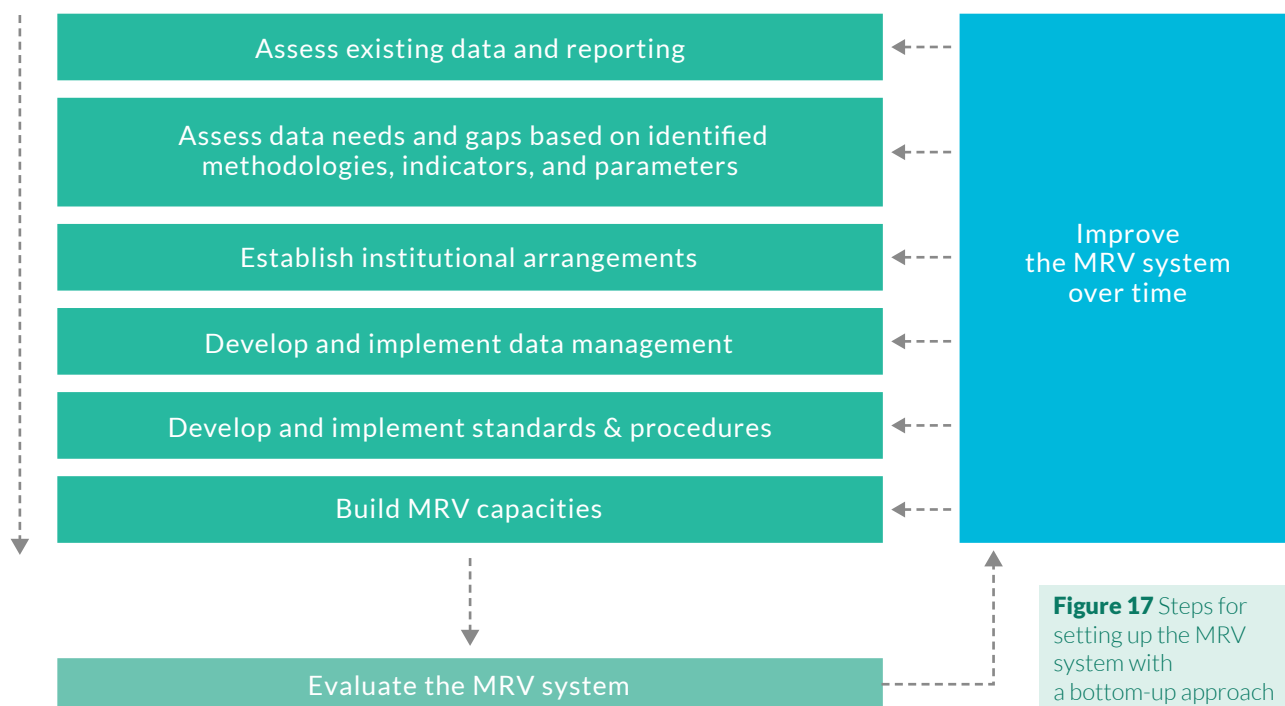 Assess existing data and reporting
Assess data needs and gaps based on identified
methodologies, indicators, and parameters
Establish institutional arrangements
Develop and implement data management
Develop and implement standards & procedures
Build MRV capacities
Improve
the MRV system
over time
Evaluate the MRV system
Figure 17 Steps for
setting up the MRV
system with
a bottom-up approach